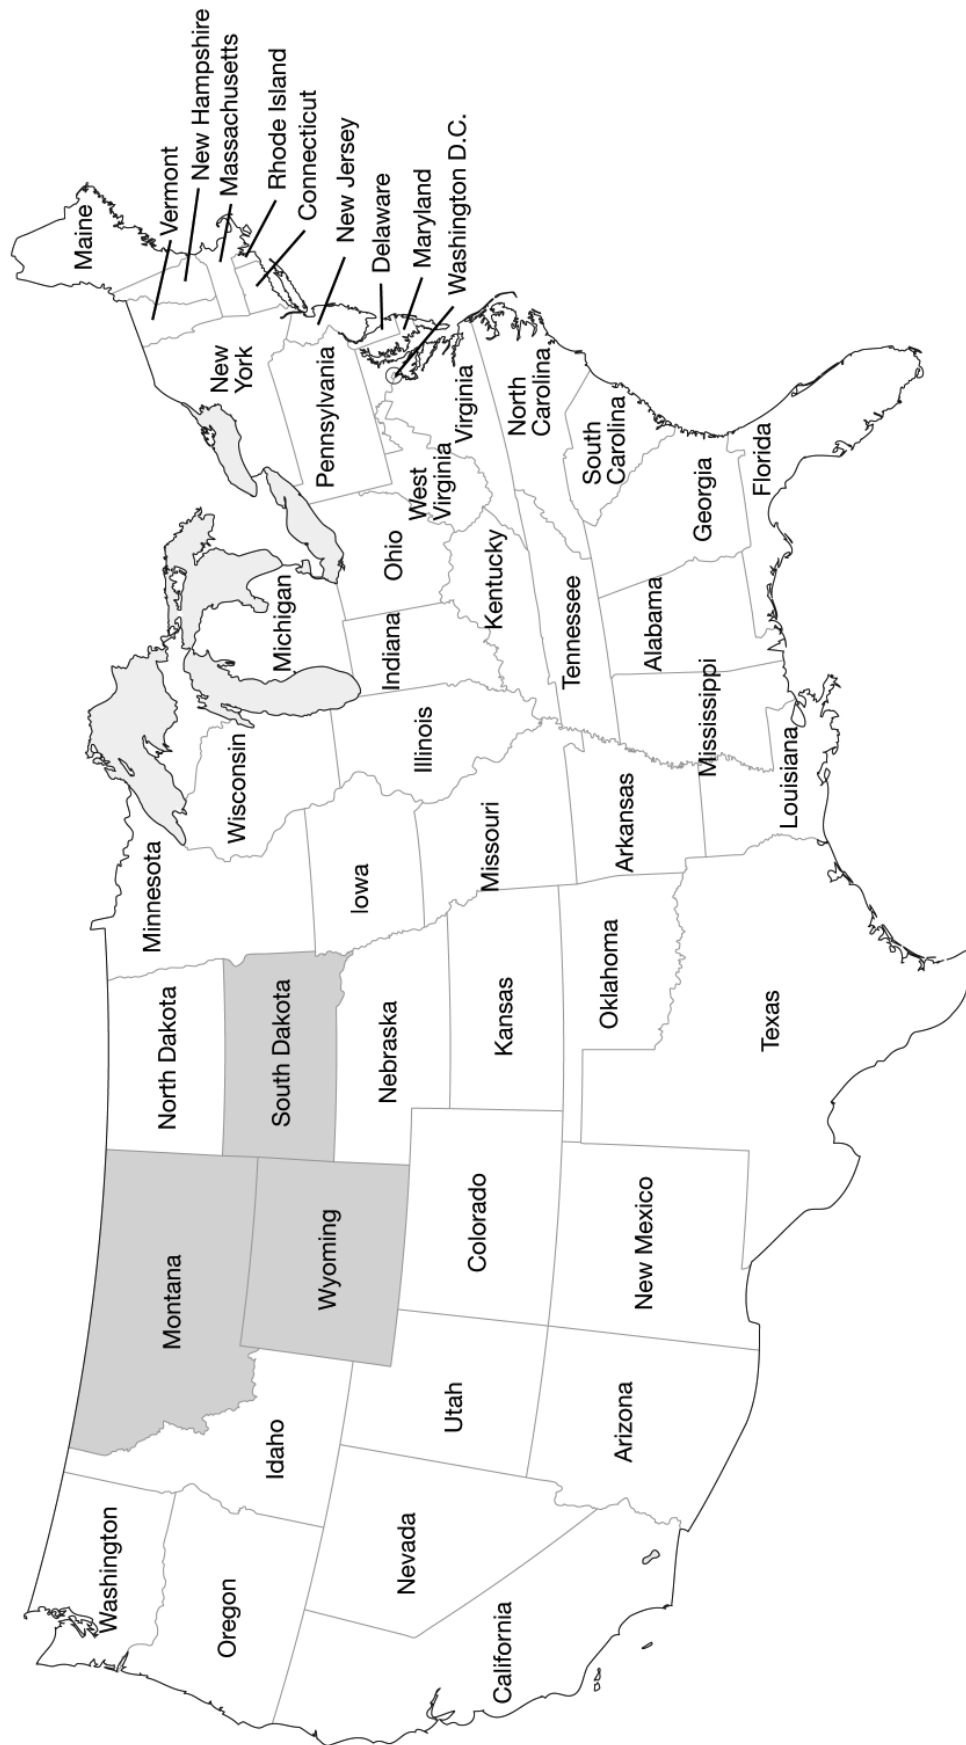 Washington
Oregon
California
Nevada
Idaho
Montana
Wyoming
Utah
Arizona
Colorado
New Mexico
North Dakota
South Dakota
Nebraska
Kansas
Oklahoma
Texas
Minnesota
Iowa
Missouri
Arkansas
Louisiana
Wisconsin
Illinois
Michigan
Indiana
Ohio
Kentucky
Tennessee
Mississippi
Alabama
Georgia
Florida
South
Carolina
North
Carolina
Virginia
West
Virginia
Pennsylvania
New
York
Maine
Vermont
New Hampshire
Massachusetts
Rhode Island
Connecticut
New Jersey
Delaware
Maryland
Washington D.C.